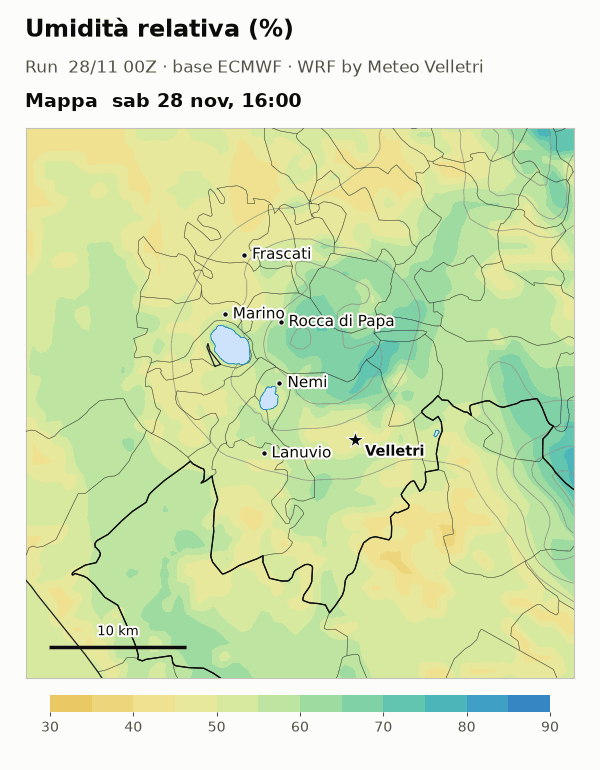 Umidità relativa (%)
Run  28/11 00Z · base ECMWF · WRF by Meteo Velletri
Mappa  sab 28 nov, 16:00
Frascati
Marino
Rocca di Papa
Nemi
Velletri
Lanuvio
10 km
30 40 50 60 70 80 90